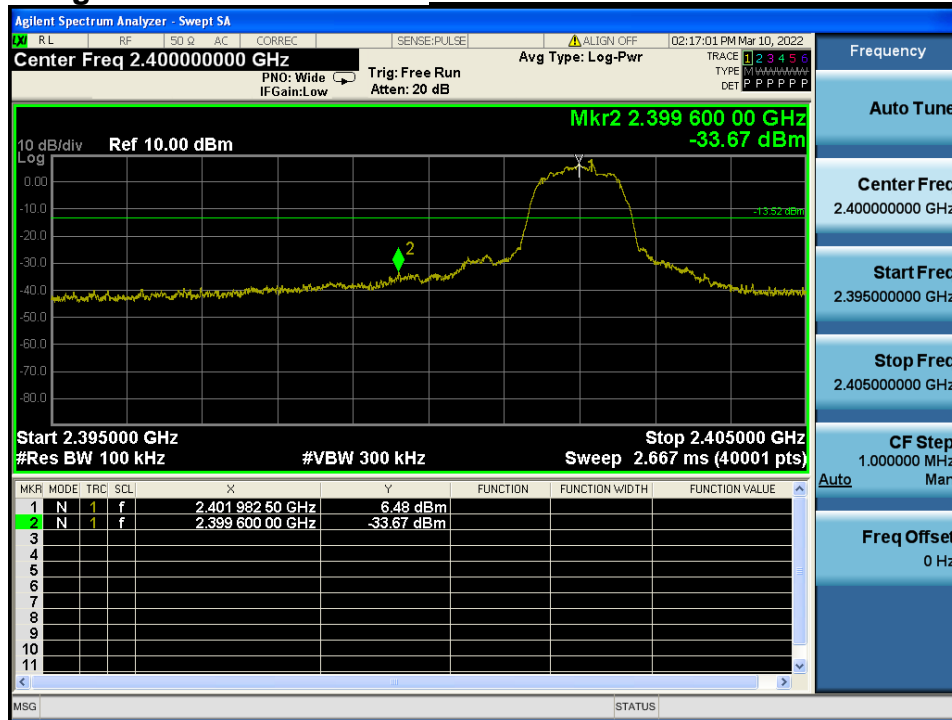 Agilent Spectrum Analyzer - Swept SA
LXI RL RF 50 Ω AC CORREC SENSE:PULSE ALIGN OFF 02:17:01 PM Mar 10, 2022
Center Freq 2.400000000 GHz
PNO: Wide
IFGain:Low
Trig: Free Run
Atten: 20 dB
Avg Type: Log-Pwr
TRACE 1 2 3 4 5 6
TYPE M
DET P P P P P P
Mkr2 2.399 600 00 GHz
-33.67 dBm
10 dB/div
Log
Ref 10.00 dBm
0.00
-10.0
-20.0
-30.0
-40.0
-50.0
-60.0
-70.0
-80.0
1
2
-13.52 dBm
Start 2.395000 GHz
Stop 2.405000 GHz
#Res BW 100 kHz
#VBW 300 kHz
Sweep 2.667 ms (40001 pts)
MKR MODE TRC SCL X Y FUNCTION FUNCTION WIDTH FUNCTION VALUE
1 N 1 f 2.401 982 50 GHz 6.48 dBm
2 N 1 f 2.399 600 00 GHz -33.67 dBm
3
4
5
6
7
8
9
10
11
MSG
STATUS
Frequency
Auto Tune
Center Freq
2.400000000 GHz
Start Freq
2.395000000 GHz
Stop Freq
2.405000000 GHz
CF Step
1.000000 MHz
Auto Man
Freq Offset
0 Hz